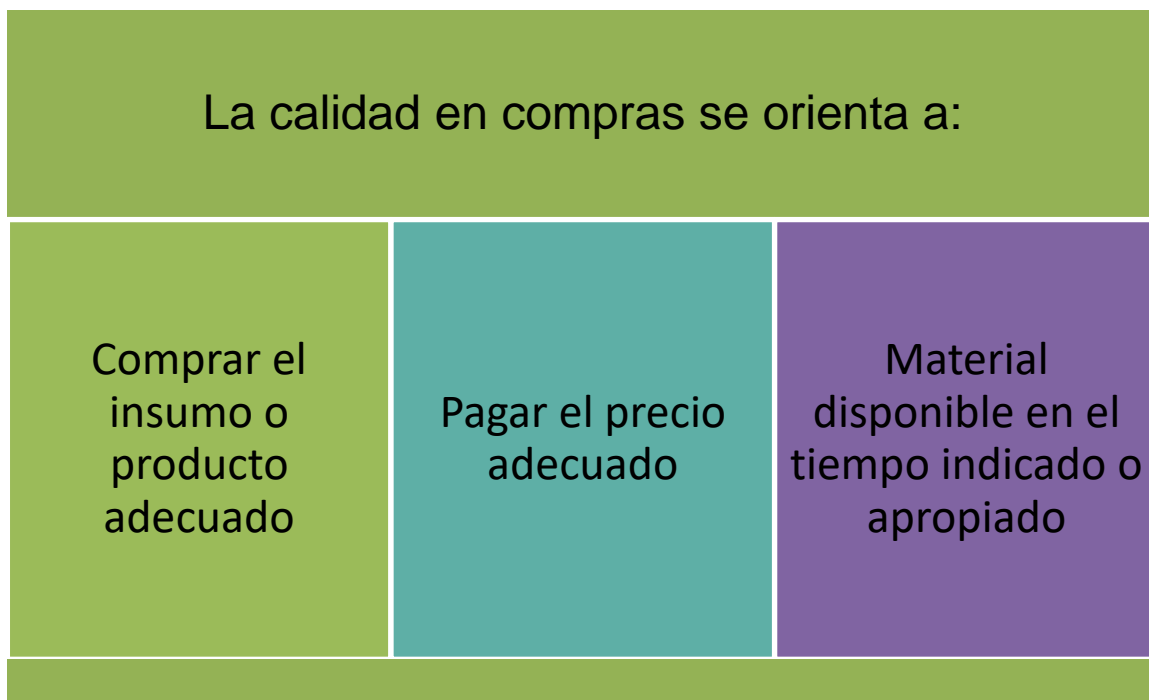 La calidad en compras se orienta a:
Comprar el
insumo o
producto
adecuado
Pagar el precio
adecuado
Material
disponible en el
tiempo indicado o
apropiado